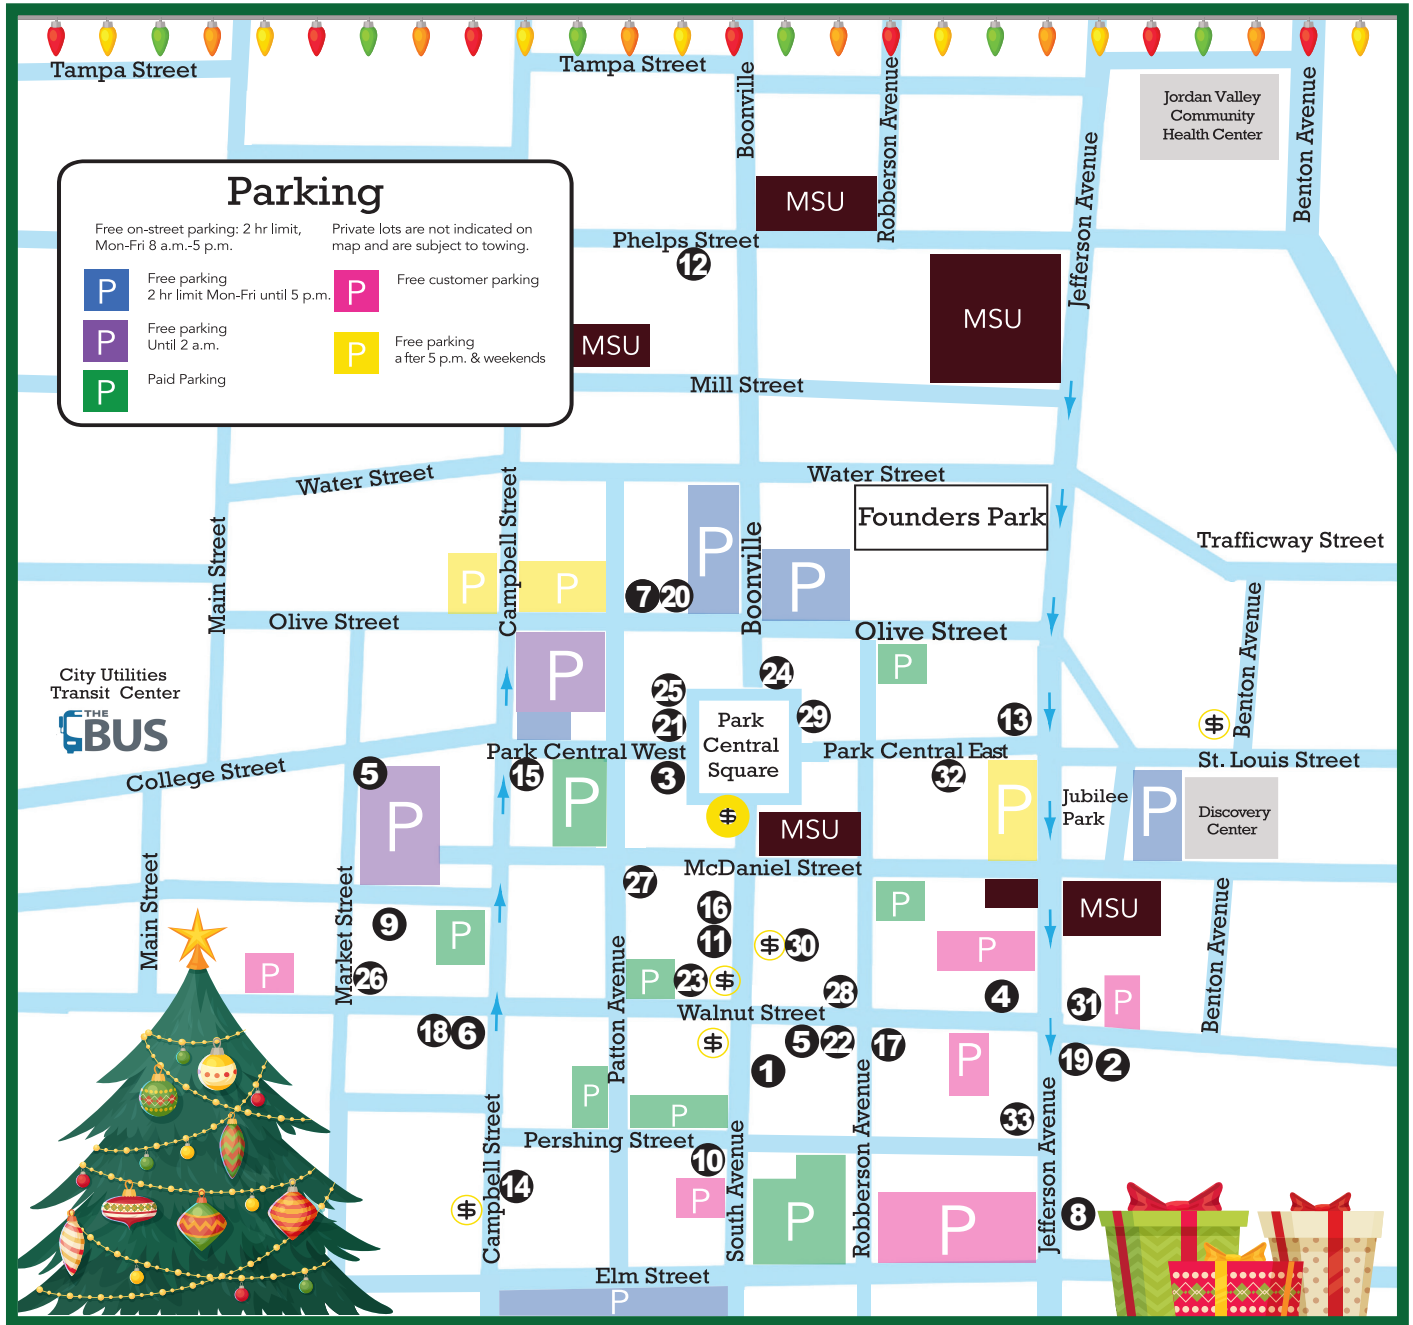 Tampa Street
Tampa Street
Boonville
Robberson Avenue
Jefferson Avenue
Benton Avenue
Jordan Valley
Community
Health Center
Parking
Free on-street parking: 2 hr limit,
Mon-Fri 8 a.m.-5 p.m.
Private lots are not indicated on
map and are subject to towing.
P
Free parking
2 hr limit Mon-Fri until 5 p.m.
P
Free customer parking
P
Free parking
Until 2 a.m.
P
Free parking
after 5 p.m. & weekends
P
Paid Parking
MSU
Phelps Street
12
MSU
MSU
Mill Street
Water Street
Water Street
Campbell Street
Main Street
Founders Park
Trafficway Street
P
P
P
P
7
20
Boonville
Olive Street
Olive Street
Benton Avenue
City Utilities
Transit Center
THE
BUS
P
P
24
25
21
29
13
$
Park
Central
Square
Park Central West
Park Central East
St. Louis Street
College Street
5
15
3
32
P
P
P
P
$
Jubilee
Park
Discovery
Center
MSU
McDaniel Street
Main Street
Market Street
27
16
11
9
P
P
MSU
$
30
P
P
26
P
23
$
28
4
31
P
Patton Avenue
Walnut Street
Benton Avenue
18
6
$
5
22
17
1
P
19
2
P
P
33
Pershing Street
Campbell Street
South Avenue
Robberson Avenue
Jefferson Avenue
10
14
$
P
P
P
8
Elm Street
P